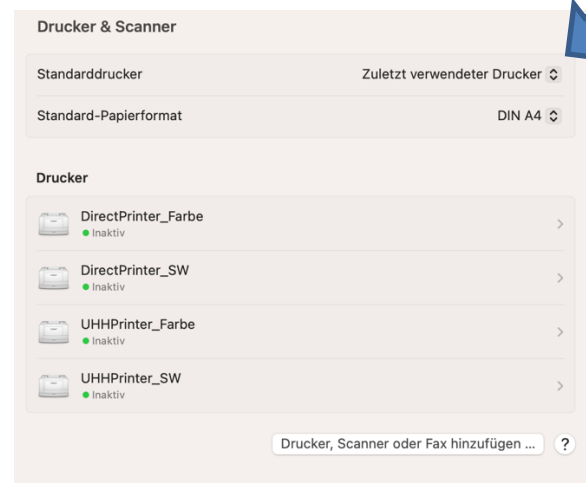 Drucker & Scanner
Standarddrucker Zuletzt verwendeter Drucker
Standard-Papierformat DIN A4
Drucker
DirectPrinter_Farbe
Inaktiv
DirectPrinter_SW
Inaktiv
UHHPrinter_Farbe
Inaktiv
UHHPrinter_SW
Inaktiv
Drucker, Scanner oder Fax hinzufügen ... ?